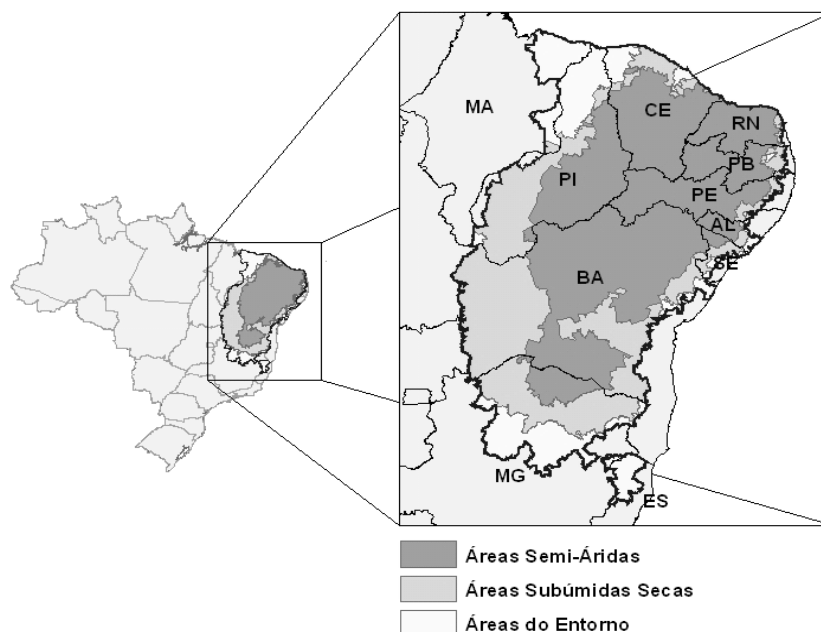 MA
CE
RN
PB
PI
PE
AL
SE
BA
MG
ES
Áreas Semi-Áridas
Áreas Subúmidas Secas
Áreas do Entorno